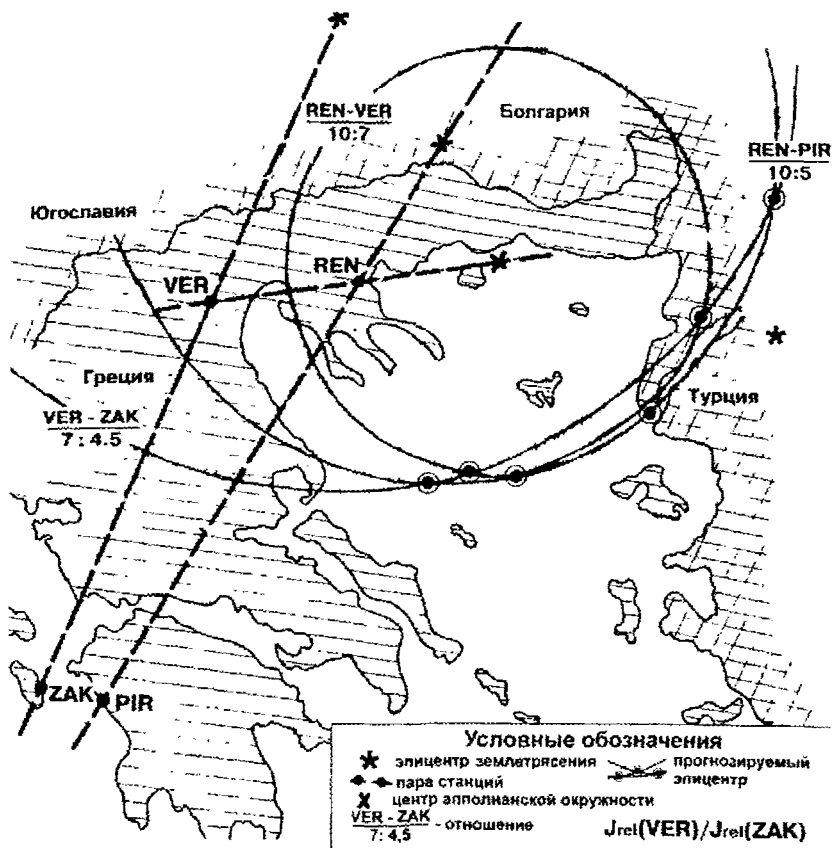 REN-VER
10:7
Болгария
REN-PIR
10:5
Югославия
VER
REN
Греция
VER - ZAK
7 : 4.5
Турция
ZAK
PIR
Условные обозначения
эпицентр землетрясения
прогнозируемый
эпицентр
пара станций
центр апполианской окружности
VER - ZAK
7: 4,5
- отношение
Jrel(VER)/Jrel(ZAK)